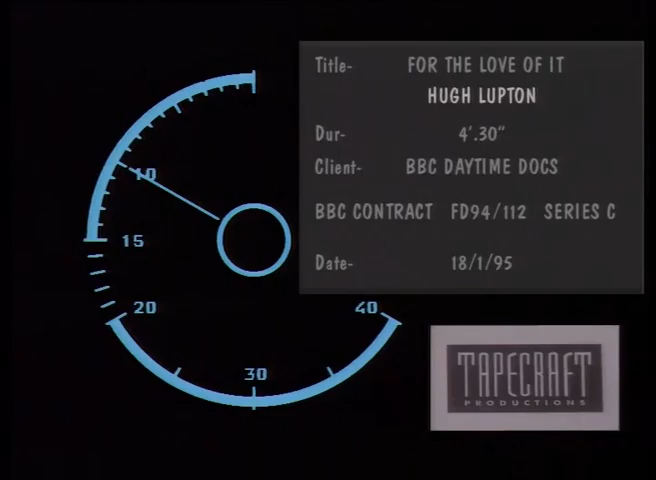 Title- FOR THE LOVE OF IT
HUGH LUPTON
Dur- 4'.30"
Client- BBC DAYTIME DOCS
BBC CONTRACT FD94/112 SERIES C
Date- 18/1/95
10
15
20
30
40
TAPECRAFT
PRODUCTIONS